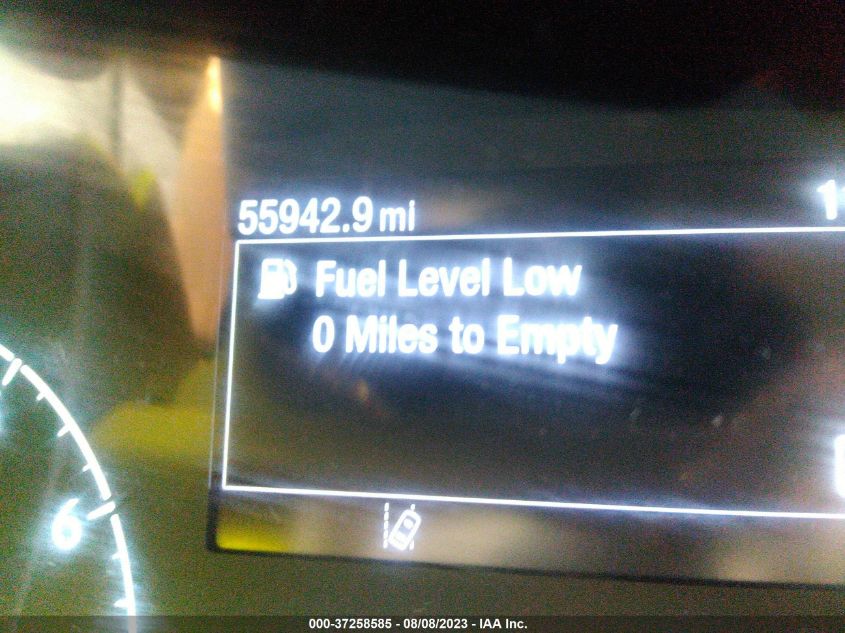 55942.9 mi
Fuel Level Low
0 Miles to Empty
6
000-37258585 - 08/08/2023 - IAA Inc.